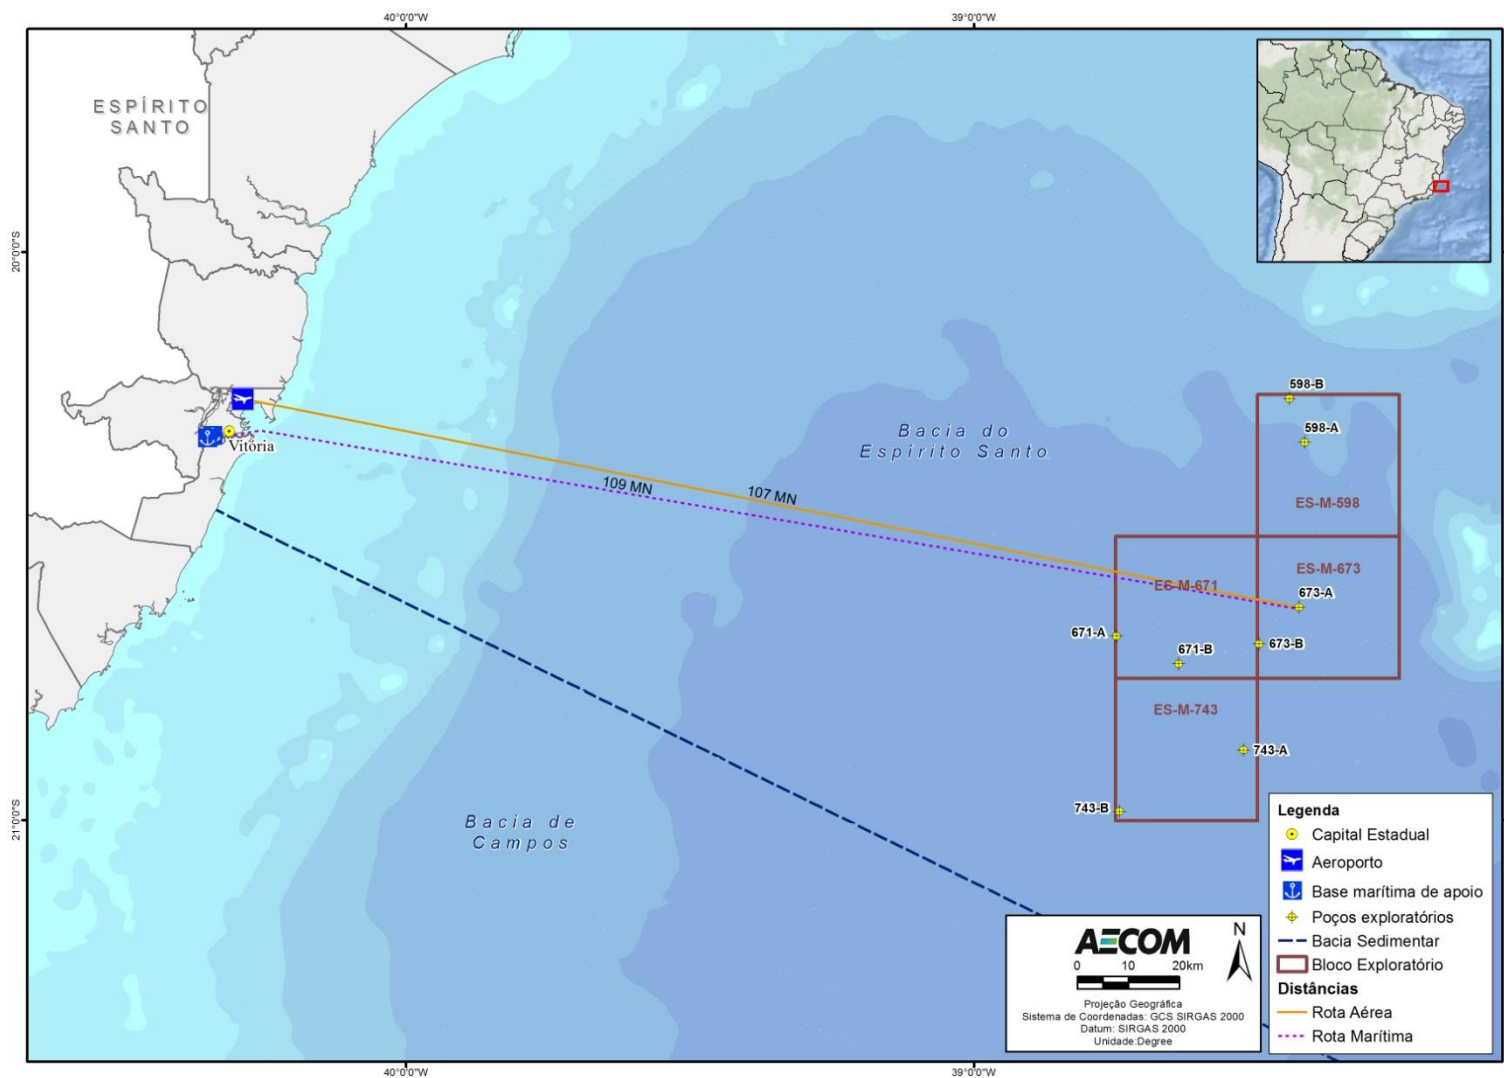 40°0'0"W
39°0'0"W
ESPÍRITO
SANTO
20°0'0"S
598-B
598-A
Bacia do
Espírito Santo
Vitória
109 MN
107 MN
ES-M-598
ES-M-673
ES-M-671
673-A
671-A
673-B
671-B
ES-M-743
743-A
743-B
21°0'0"S
Bacia de
Campos
Legenda
Capital Estadual
Aeroporto
Base marítima de apoio
Poços exploratórios
Bacia Sedimentar
Bloco Exploratório
Distâncias
Rota Aérea
Rota Marítima
AECOM
N
0 10 20km
Projeção Geográfica
Sistema de Coordenadas: GCS SIRGAS 2000
Datum: SIRGAS 2000
Unidade:Degree
40°0'0"W
39°0'0"W